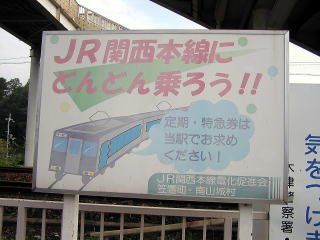 JR関西本線に
どんどん乗ろう!!
定期・特急券は
当駅でお求め
ください!
JR関西本線電化促進会
笠置町・南山城村
気をつけ